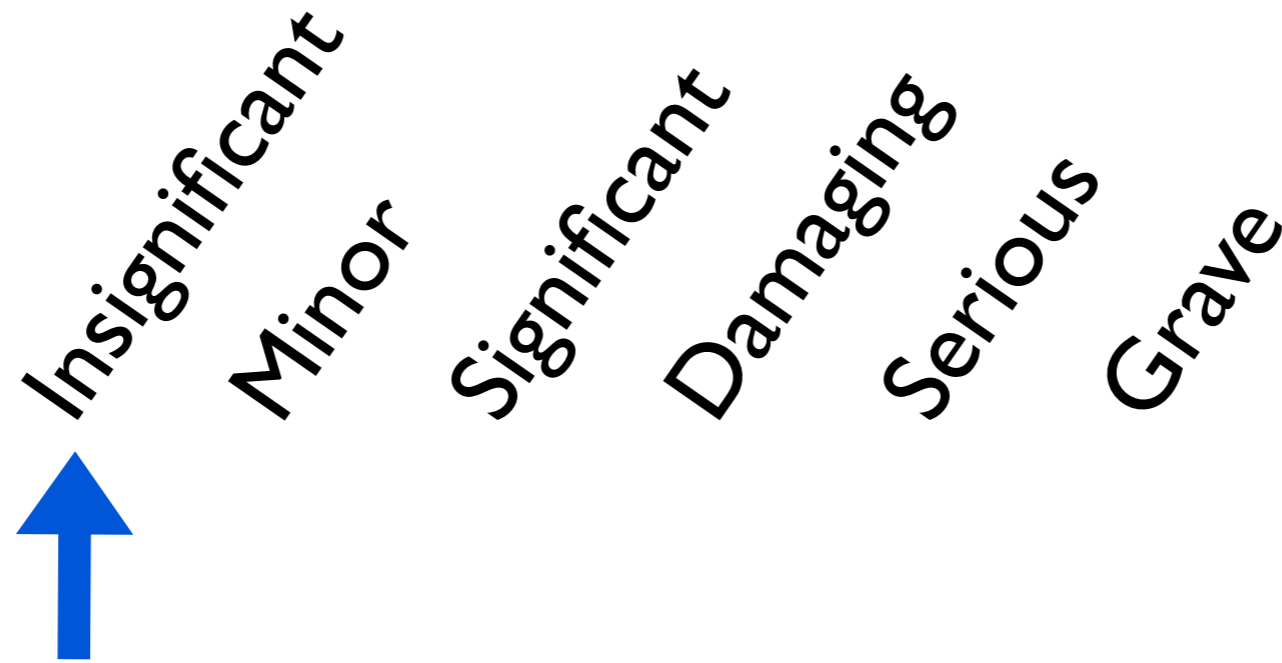 Insignificant
Minor
Significant
Damaging
Serious
Grave